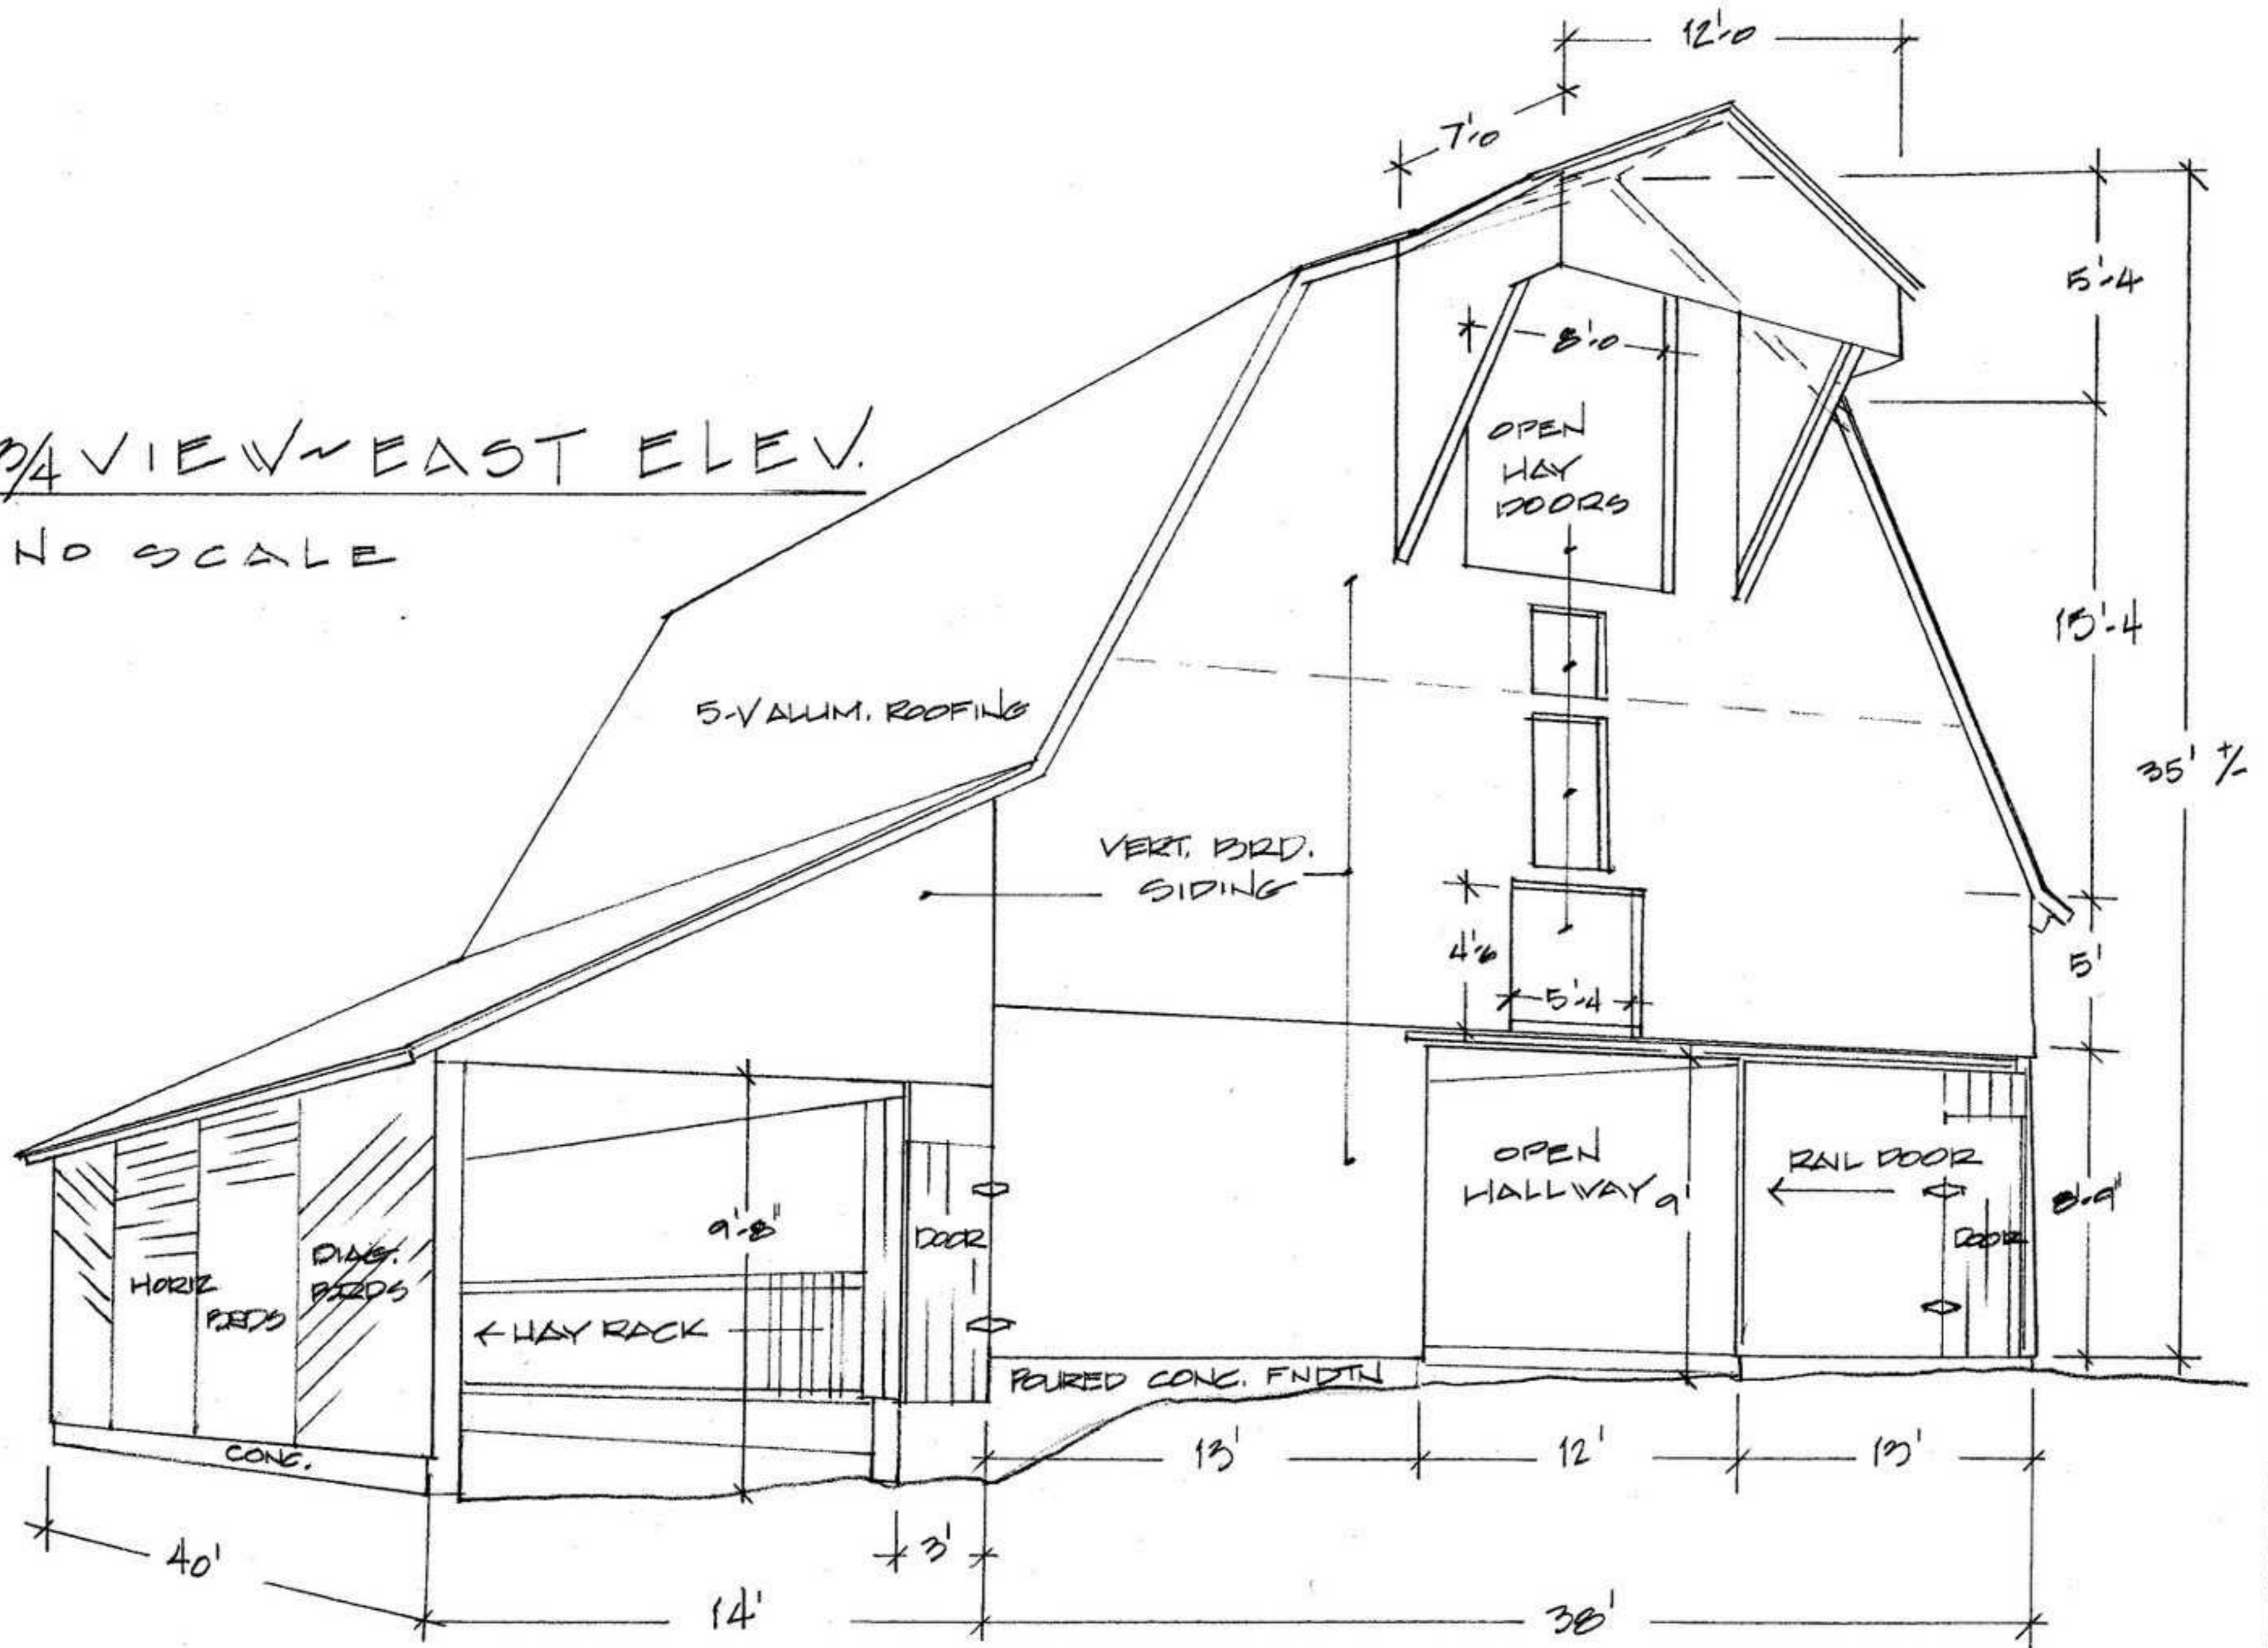 3/4 VIEW~EAST ELEV.
NO SCALE
12'-0
7'-0
8'-0
OPEN
HAY
DOORS
5'-4
15'-4
35' +/-
5-V ALUM. ROOFING
VERT. BRD.
SIDING
4'-6
5'-4
5'
HORIZ
BRDS
DIAG.
BRDS
CONC.
9'-8"
← HAY RACK
DOOR
POURED CONC. FNDTN
OPEN
HALLWAY 9'
RAIL DOOR
←
DOOR
8'-9"
13'
12'
13'
40'
14'
3'
38'